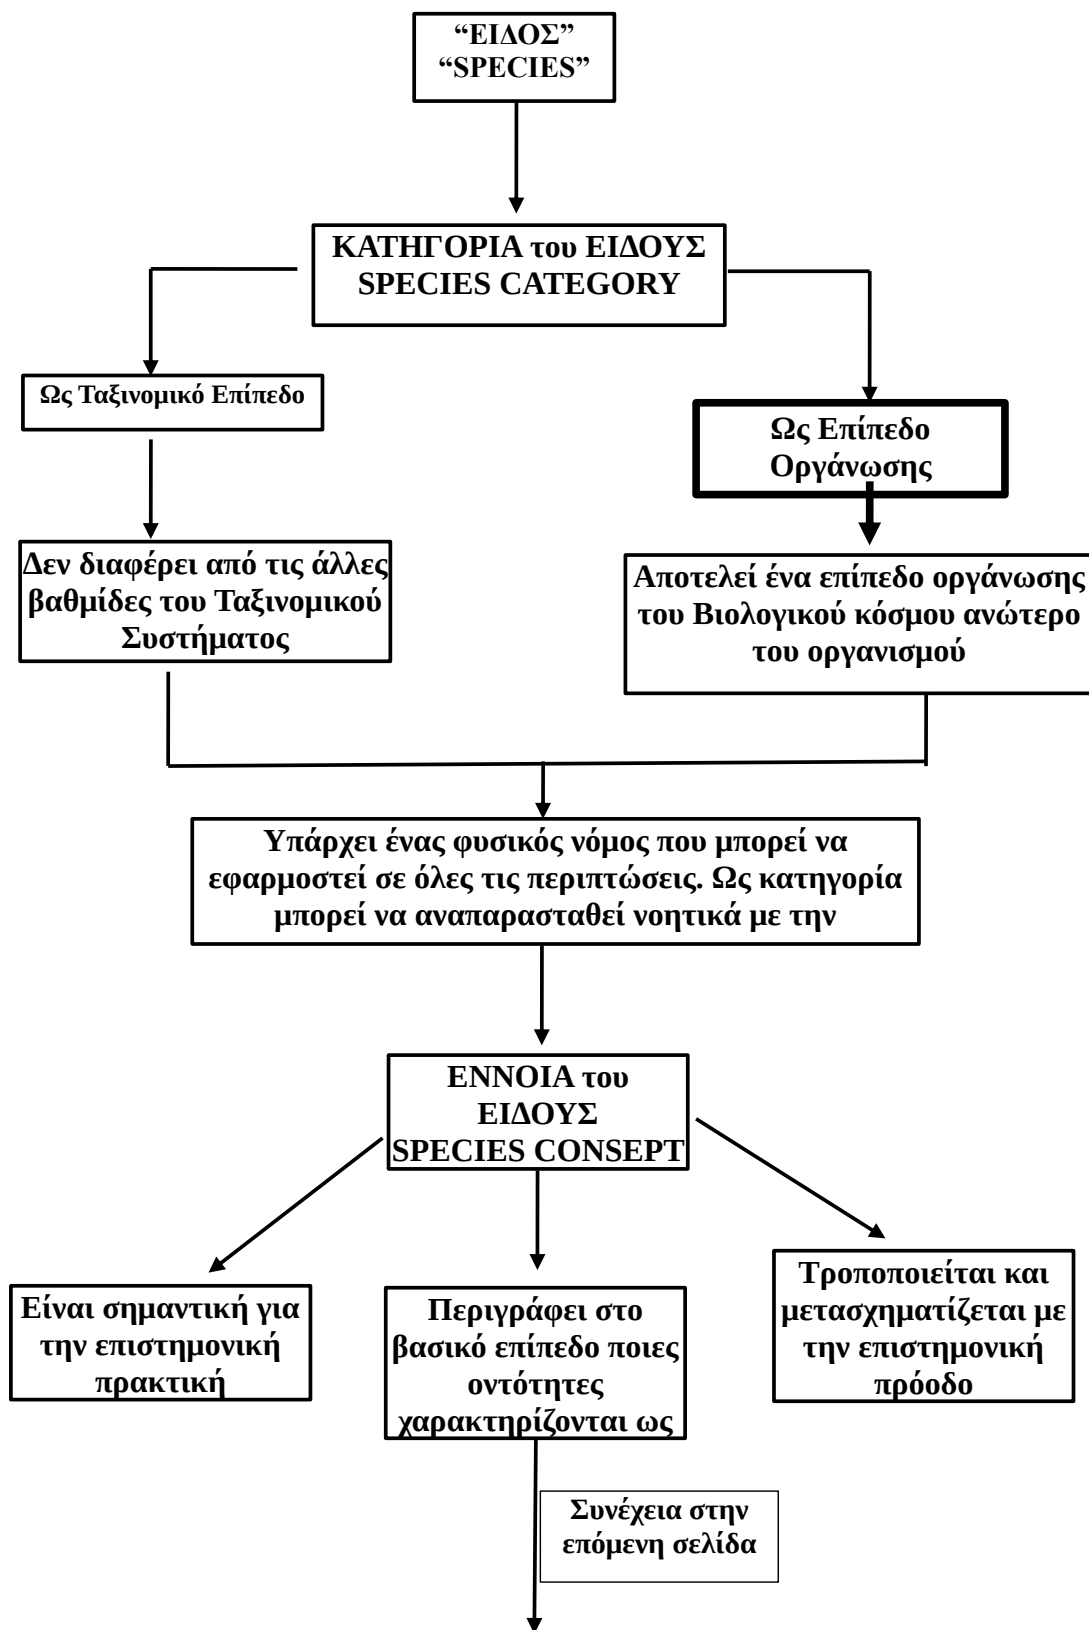 “ΕΙΔΟΣ”
“SPECIES”
ΚΑΤΗΓΟΡΙΑ του ΕΙΔΟΥΣ
SPECIES CATEGORY
Ως Ταξινομικό Επίπεδο
Ως Επίπεδο
Οργάνωσης
Δεν διαφέρει από τις άλλες
βαθμίδες του Ταξινομικού
Συστήματος
Αποτελεί ένα επίπεδο οργάνωσης
του Βιολογικού κόσμου ανώτερο
του οργανισμού
Υπάρχει ένας φυσικός νόμος που μπορεί να
εφαρμοστεί σε όλες τις περιπτώσεις. Ως κατηγορία
μπορεί να αναπαρασταθεί νοητικά με την
ΕΝΝΟΙΑ του
ΕΙΔΟΥΣ
SPECIES CONSEPT
Είναι σημαντική για
την επιστημονική
πρακτική
Περιγράφει στο
βασικό επίπεδο ποιες
οντότητες
χαρακτηρίζονται ως
Τροποποιείται και
μετασχηματίζεται με
την επιστημονική
πρόοδο
Συνέχεια στην
επόμενη σελίδα